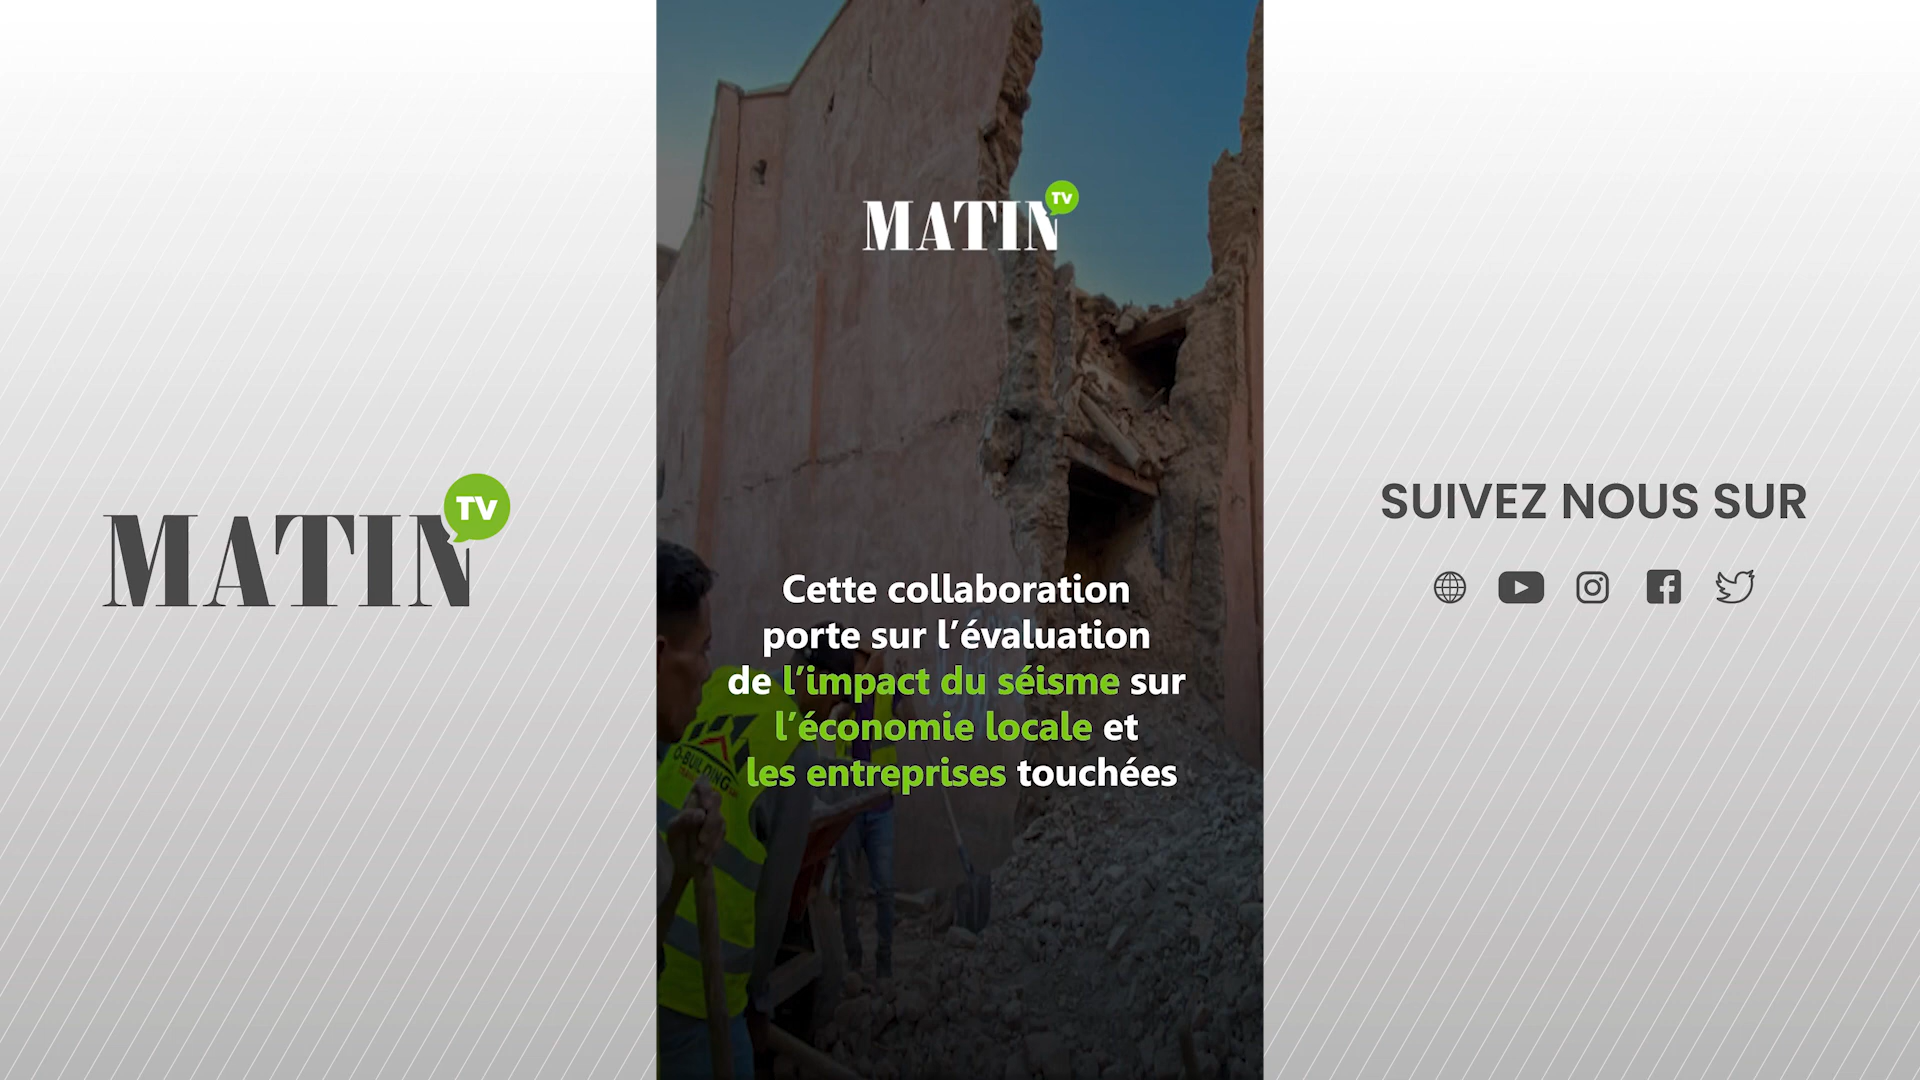 MATIN TV
MATIN TV
Cette collaboration
porte sur l'évaluation
de l'impact du séisme sur
l'économie locale et
les entreprises touchées
O-BUILDING
SUIVEZ NOUS SUR